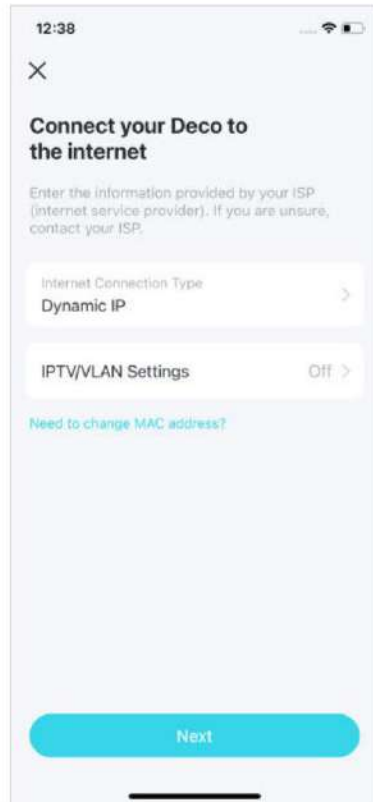 12:38
Connect your Deco to
the internet
Enter the information provided by your ISP
(internet service provider). If you are unsure,
contact your ISP.
Internet Connection Type
Dynamic IP
IPTV/VLAN Settings Off
Need to change MAC address?
Next